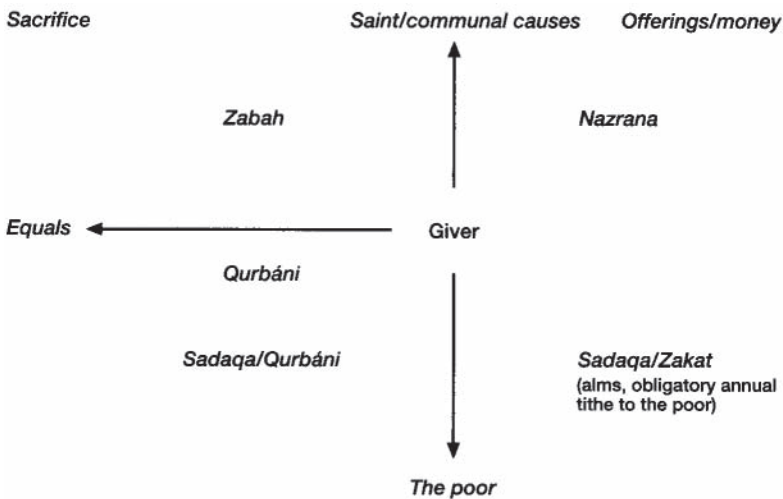 Sacrifice
Saint/communal causes
Offerings/money
Zabah
Nazrana
Equals
Giver
Qurbáni
Sadaqa/Qurbáni
Sadaqa/Zakat
(alms, obligatory annual
tithe to the poor)
The poor